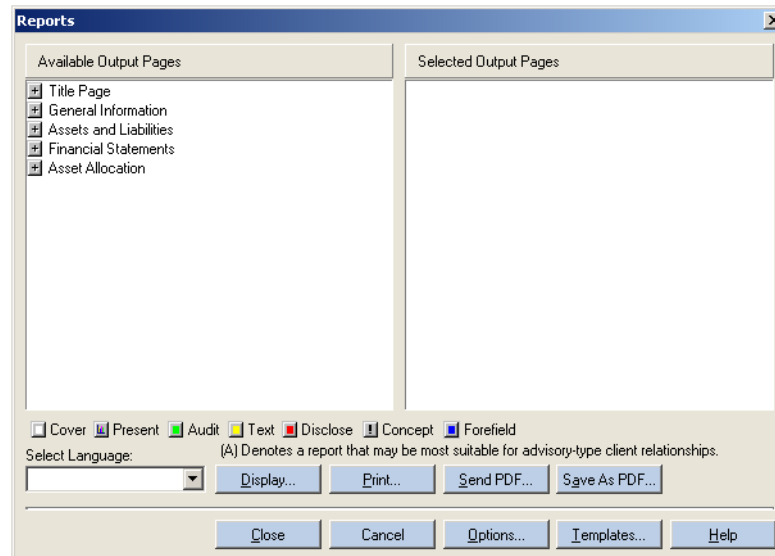 Reports
Available Output Pages
Selected Output Pages
Title Page
General Information
Assets and Liabilities
Financial Statements
Asset Allocation
Cover Present Audit Text Disclose Concept Forefield
Select Language:
(A) Denotes a report that may be most suitable for advisory-type client relationships.
Display... Print... Send PDF... Save As PDF...
Close Cancel Options... Templates... Help